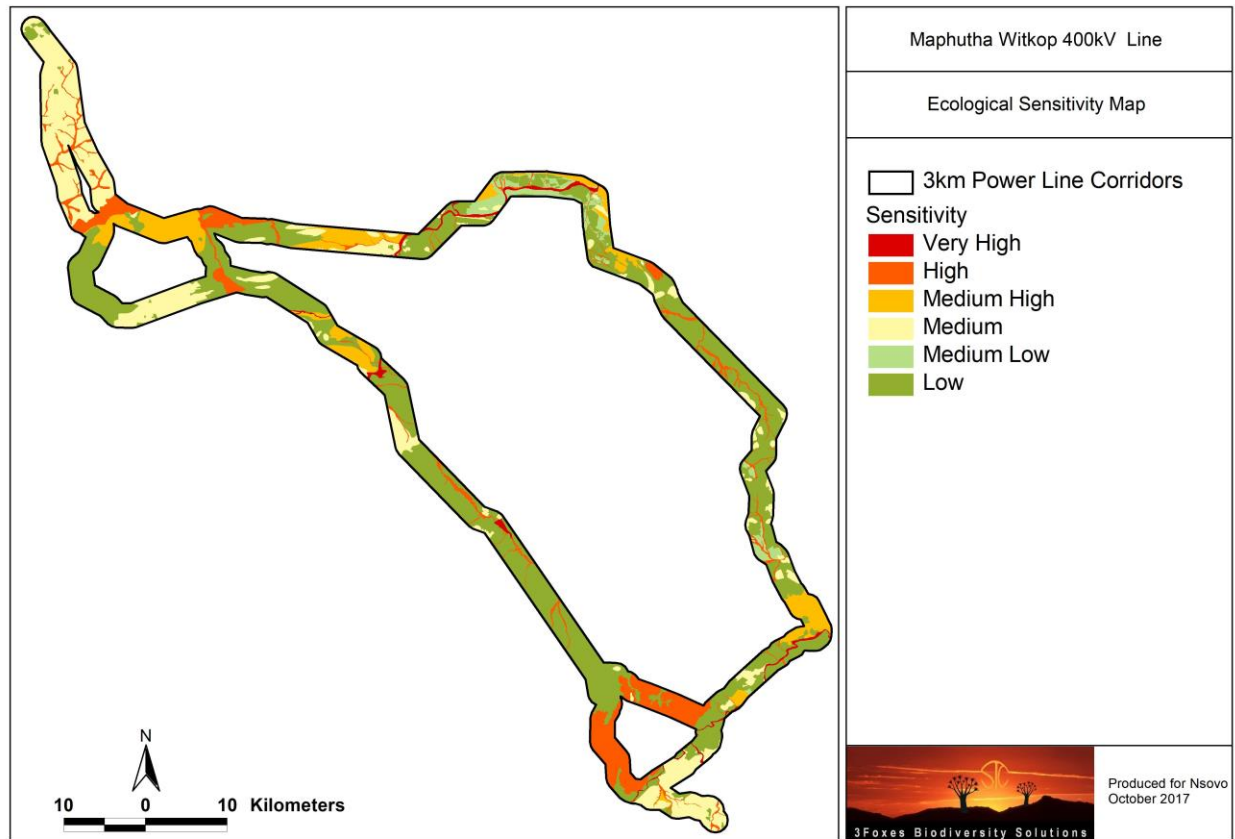 Maphutha Witkop 400kV Line
Ecological Sensitivity Map
3km Power Line Corridors
Sensitivity
Very High
High
Medium High
Medium
Medium Low
Low
N
10 0 10 Kilometers
3Foxes Biodiversity Solutions
Produced for Nsovo
October 2017